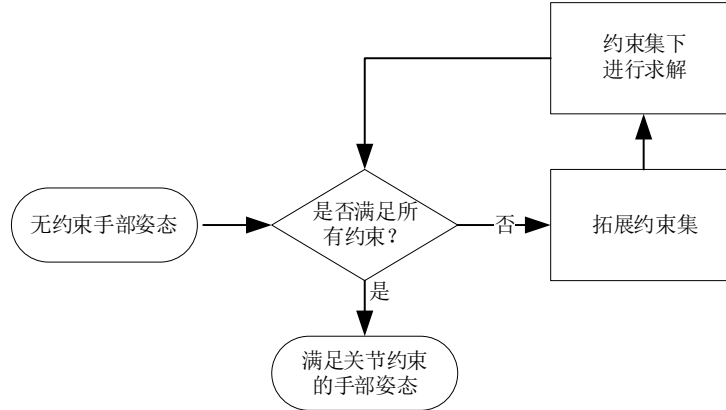 约束集下
进行求解
无约束手部姿态
是否满足所
有约束？
否
拓展约束集
是
满足关节约束
的手部姿态